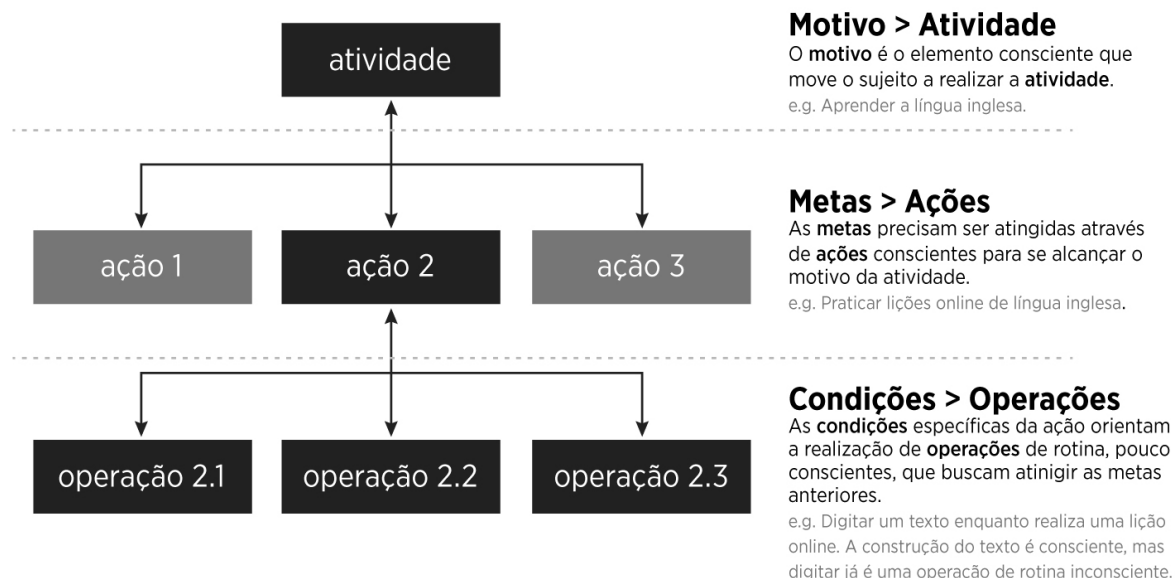 atividade
Motivo > Atividade
O motivo é o elemento consciente que
move o sujeito a realizar a atividade.
e.g. Aprender a língua inglesa.
ação 1
ação 2
ação 3
Metas > Ações
As metas precisam ser atingidas através
de ações conscientes para se alcançar o
motivo da atividade.
e.g. Praticar lições online de língua inglesa.
operação 2.1
operação 2.2
operação 2.3
Condições > Operações
As condições específicas da ação orientam
a realização de operações de rotina, pouco
conscientes, que buscam atinigir as metas
anteriores.
e.g. Digitar um texto enquanto realiza uma lição
online. A construção do texto é consciente, mas
digitar já é uma operação de rotina inconsciente.